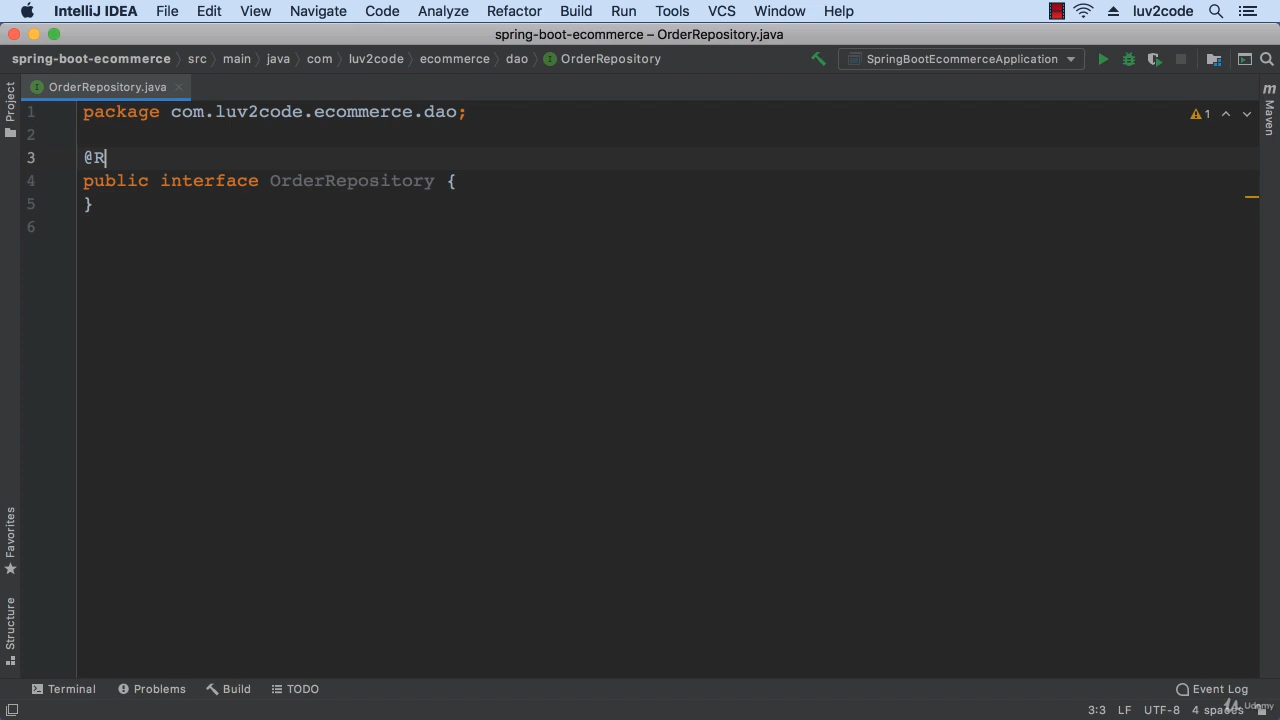 IntelliJ IDEA File Edit View Navigate Code Analyze Refactor Build Run Tools VCS Window Help luv2code
spring-boot-ecommerce – OrderRepository.java
spring-boot-ecommerce src main java com luv2code ecommerce dao OrderRepository SpringBootEcommerceApplication
Project
OrderRepository.java
Maven
1 package com.luv2code.ecommerce.dao; 1
2
3 @R
4 public interface OrderRepository {
5 }
6
Favorites
Structure
Terminal Problems Build TODO Event Log
3:3 LF UTF-8 4 spaces
Udemy